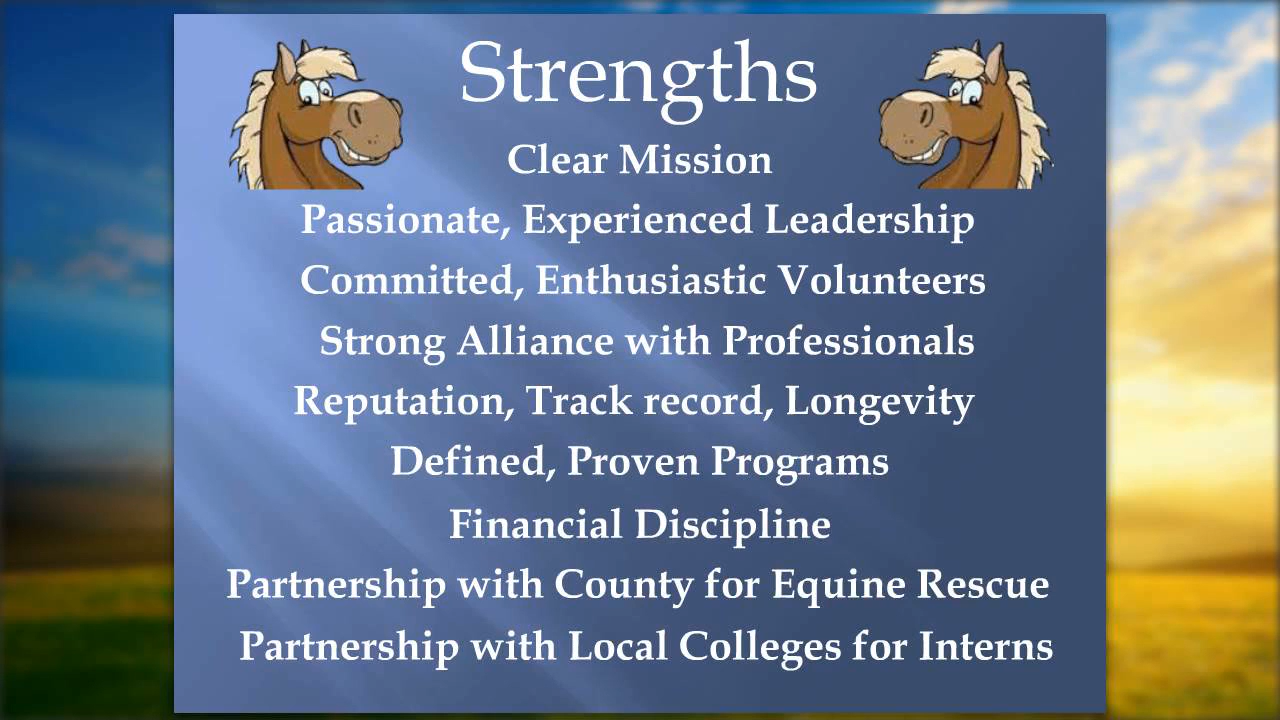 Strengths
Clear Mission
Passionate, Experienced Leadership
Committed, Enthusiastic Volunteers
Strong Alliance with Professionals
Reputation, Track record, Longevity
Defined, Proven Programs
Financial Discipline
Partnership with County for Equine Rescue
Partnership with Local Colleges for Interns